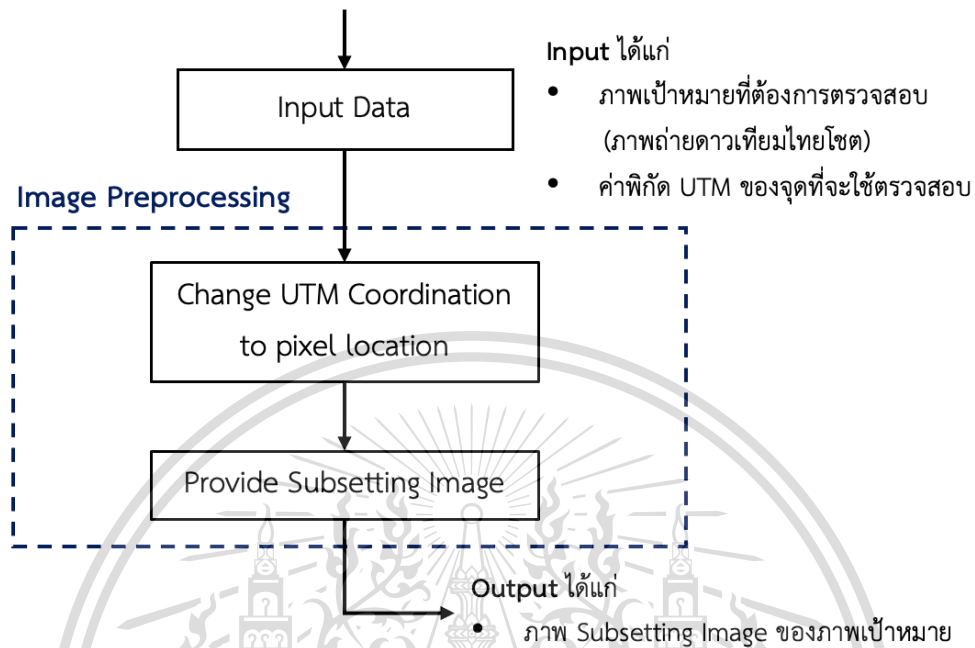 Input Data
Input ได้แก่
• ภาพเป้าหมายที่ต้องการตรวจสอบ
(ภาพถ่ายดาวเทียมไทยโชต)
• ค่าพิกัด UTM ของจุดที่จะใช้ตรวจสอบ
Image Preprocessing
Change UTM Coordination
to pixel location
Provide Subsetting Image
Output ได้แก่
• ภาพ Subsetting Image ของภาพเป้าหมาย